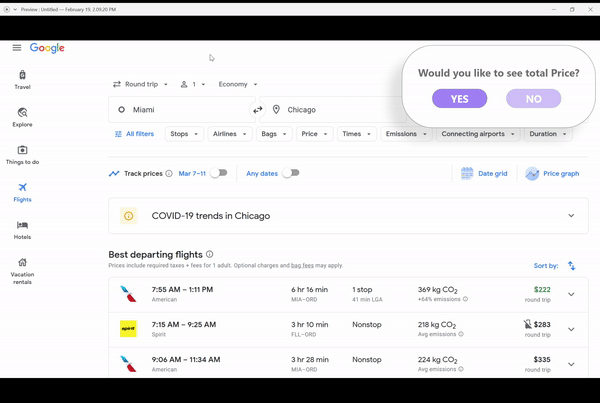 Preview | Untitled — February 19, 2.09.20 PM
Google
Would you like to see total Price?
YES NO
Travel
Round trip 1 Economy
Miami Chicago
Explore
All filters Stops Airlines Bags Price Times Emissions Connecting airports Duration
Things to do
Track prices Mar 7–11 Any dates Date grid Price graph
Flights
COVID-19 trends in Chicago
Hotels
Best departing flights
Prices include required taxes + fees for 1 adult. Optional charges and bag fees may apply.
Sort by:
Vacation
rentals
7:55 AM – 1:11 PM 6 hr 16 min 1 stop 369 kg CO2 $222
American MIA–ORD 41 min LGA +64% emissions round trip
7:15 AM – 9:25 AM 3 hr 10 min Nonstop 218 kg CO2 $283
spirit
Spirit FLL–ORD Avg emissions round trip
9:06 AM – 11:34 AM 3 hr 28 min Nonstop 224 kg CO2 $335
American MIA–ORD Avg emissions round trip